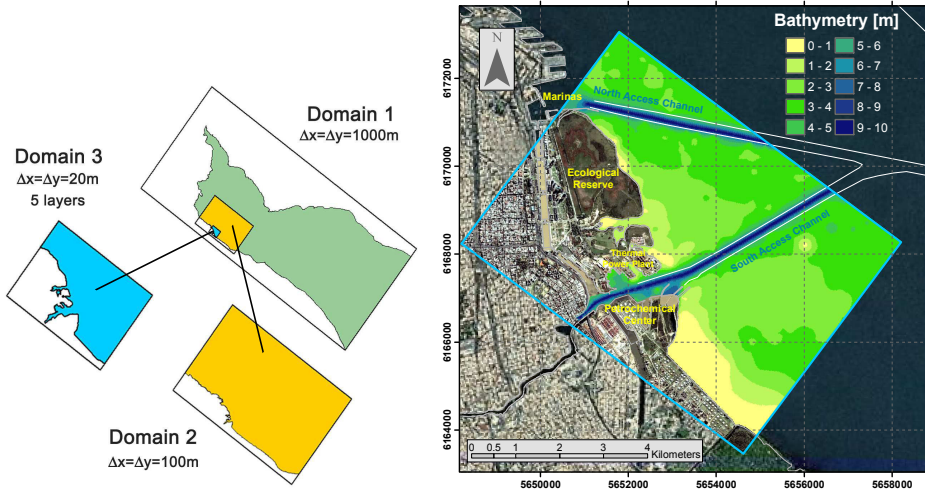 Domain 1
Δx=Δy=1000m
Domain 3
Δx=Δy=20m
5 layers
Domain 2
Δx=Δy=100m
N
Bathymetry [m]
0 - 1
1 - 2
2 - 3
3 - 4
4 - 5
5 - 6
6 - 7
7 - 8
8 - 9
9 - 10
Marinas
North Access Channel
Ecological
Reserve
Thermal
Power Plant
South Access Channel
Petrochemical
Center
6172000
6170000
6168000
6166000
6164000
0 0.5 1 2 3 4
Kilometers
5650000 5652000 5654000 5656000 5658000